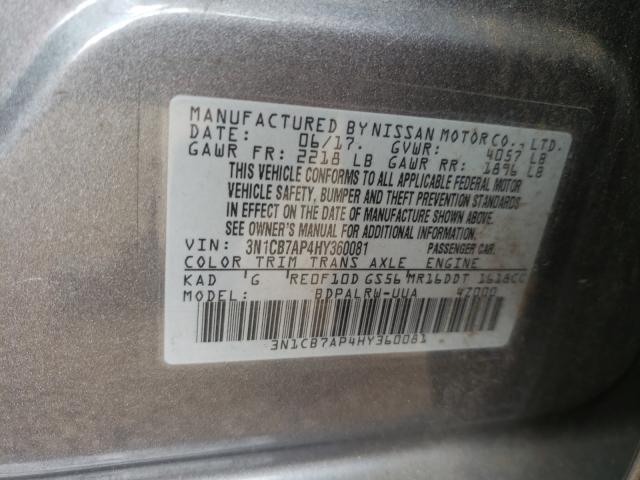 MANUFACTURED BY NISSAN MOTOR CO., LTD.
DATE: 06/17. GVWR: 4057 LB
GAWR FR: 2218 LB GAWR RR: 1896 LB
THIS VEHICLE CONFORMS TO ALL APPLICABLE FEDERAL MOTOR
VEHICLE SAFETY, BUMPER AND THEFT PREVENTION STANDARDS
IN EFFECT ON THE DATE OF MANUFACTURE SHOWN ABOVE.
SEE OWNER'S MANUAL FOR ADDITIONAL INFORMATION.
VIN: 3N1CB7AP4HY360081 PASSENGER CAR.
COLOR TRIM TRANS AXLE ENGINE
KAD G RE0F10D GS56 MR16DDT 1618CC
MODEL: BDPALRW-UUA 4Z000
3N1CB7AP4HY360081